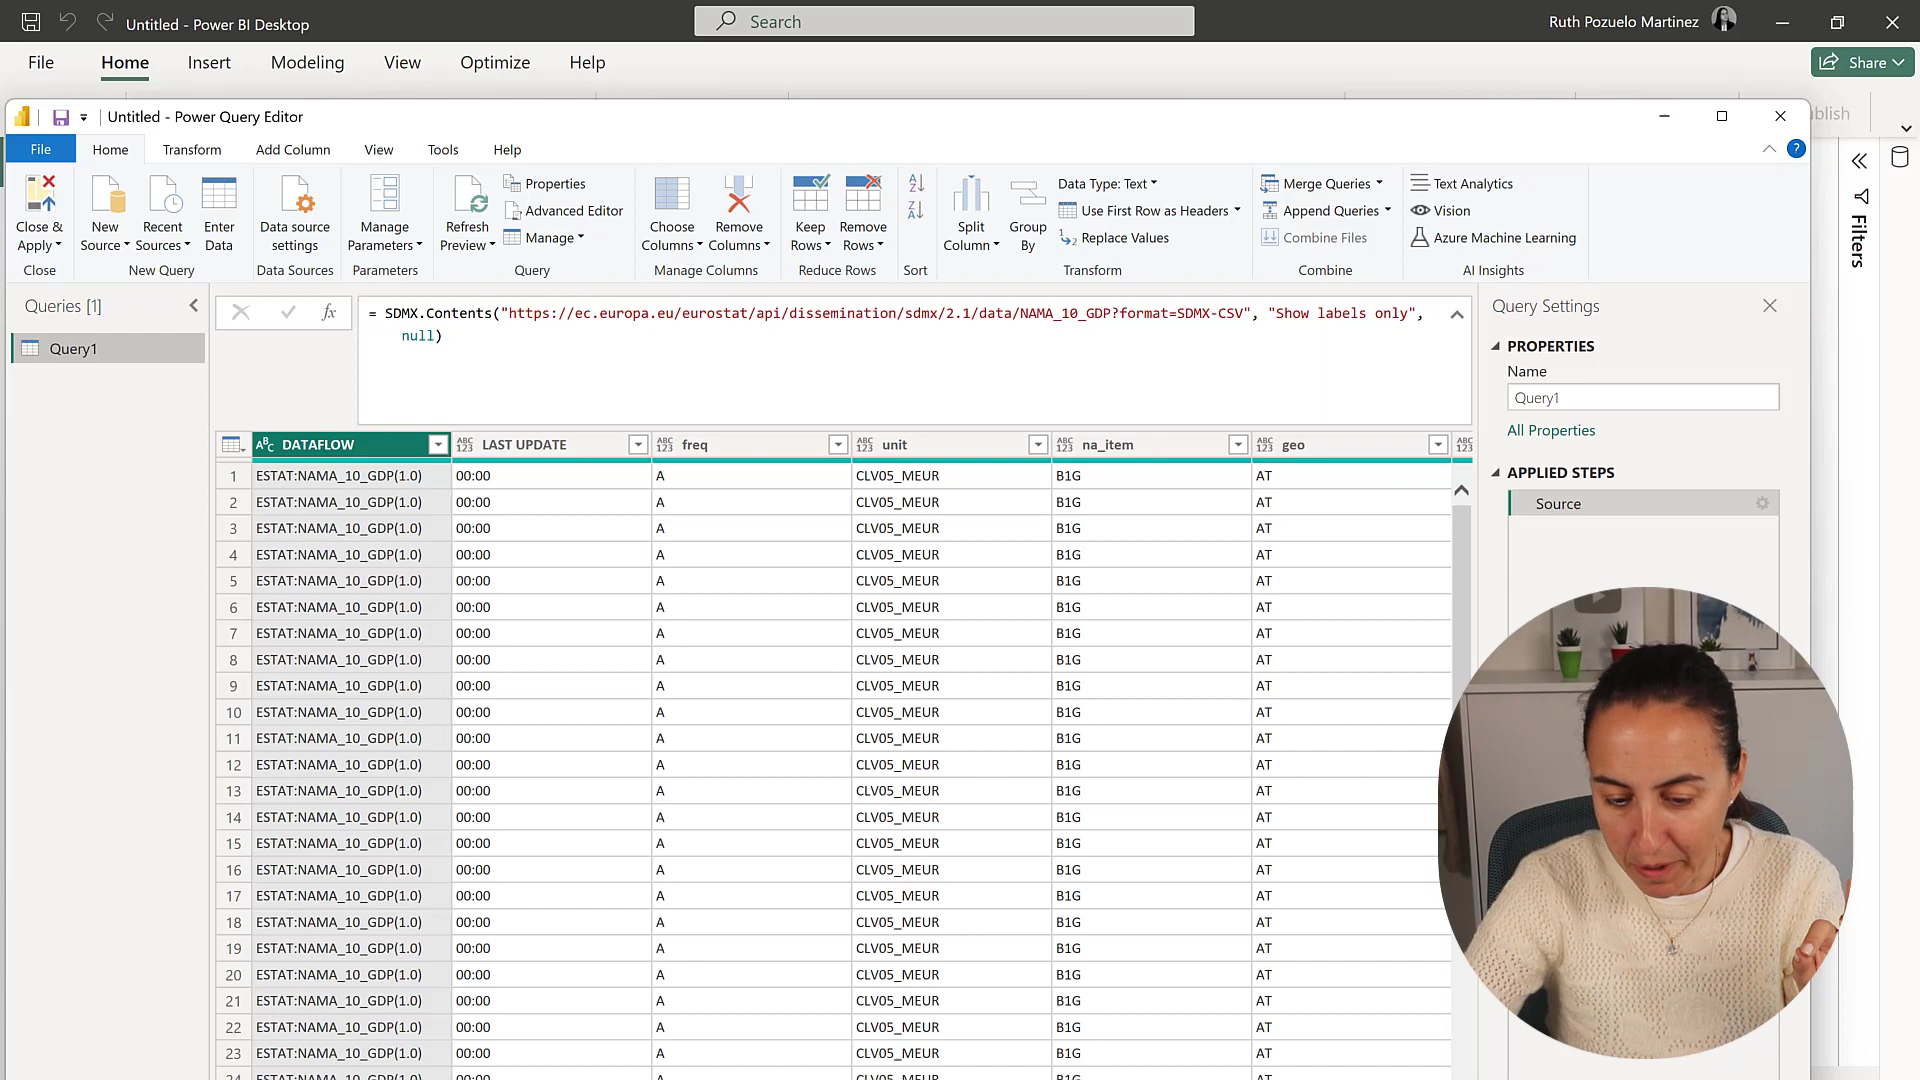 Untitled - Power BI Desktop
Search
Ruth Pozuelo Martinez
File Home Insert Modeling View Optimize Help
Share
Untitled - Power Query Editor
File Home Transform Add Column View Tools Help
Close & Apply
New Source
Recent Sources
Enter Data
Data source settings
Manage Parameters
Refresh Preview
Properties
Advanced Editor
Manage
Choose Columns
Remove Columns
Keep Rows
Remove Rows
Split Column
Group By
Data Type: Text
Use First Row as Headers
Replace Values
Merge Queries
Append Queries
Combine Files
Text Analytics
Vision
Azure Machine Learning
Close New Query Data Sources Parameters Query Manage Columns Reduce Rows Sort Transform Combine AI Insights
Filters
Queries [1]
Query1
fx
= SDMX.Contents("https://ec.europa.eu/eurostat/api/dissemination/sdmx/2.1/data/NAMA_10_GDP?format=SDMX-CSV", "Show labels only",
null)
Query Settings
PROPERTIES
Name
Query1
All Properties
APPLIED STEPS
Source
DATAFLOW LAST UPDATE freq unit na_item geo
1 ESTAT:NAMA_10_GDP(1.0) 00:00 A CLV05_MEUR B1G AT
2 ESTAT:NAMA_10_GDP(1.0) 00:00 A CLV05_MEUR B1G AT
3 ESTAT:NAMA_10_GDP(1.0) 00:00 A CLV05_MEUR B1G AT
4 ESTAT:NAMA_10_GDP(1.0) 00:00 A CLV05_MEUR B1G AT
5 ESTAT:NAMA_10_GDP(1.0) 00:00 A CLV05_MEUR B1G AT
6 ESTAT:NAMA_10_GDP(1.0) 00:00 A CLV05_MEUR B1G AT
7 ESTAT:NAMA_10_GDP(1.0) 00:00 A CLV05_MEUR B1G AT
8 ESTAT:NAMA_10_GDP(1.0) 00:00 A CLV05_MEUR B1G AT
9 ESTAT:NAMA_10_GDP(1.0) 00:00 A CLV05_MEUR B1G AT
10 ESTAT:NAMA_10_GDP(1.0) 00:00 A CLV05_MEUR B1G AT
11 ESTAT:NAMA_10_GDP(1.0) 00:00 A CLV05_MEUR B1G AT
12 ESTAT:NAMA_10_GDP(1.0) 00:00 A CLV05_MEUR B1G AT
13 ESTAT:NAMA_10_GDP(1.0) 00:00 A CLV05_MEUR B1G AT
14 ESTAT:NAMA_10_GDP(1.0) 00:00 A CLV05_MEUR B1G AT
15 ESTAT:NAMA_10_GDP(1.0) 00:00 A CLV05_MEUR B1G AT
16 ESTAT:NAMA_10_GDP(1.0) 00:00 A CLV05_MEUR B1G AT
17 ESTAT:NAMA_10_GDP(1.0) 00:00 A CLV05_MEUR B1G AT
18 ESTAT:NAMA_10_GDP(1.0) 00:00 A CLV05_MEUR B1G AT
19 ESTAT:NAMA_10_GDP(1.0) 00:00 A CLV05_MEUR B1G AT
20 ESTAT:NAMA_10_GDP(1.0) 00:00 A CLV05_MEUR B1G AT
21 ESTAT:NAMA_10_GDP(1.0) 00:00 A CLV05_MEUR B1G AT
22 ESTAT:NAMA_10_GDP(1.0) 00:00 A CLV05_MEUR B1G AT
23 ESTAT:NAMA_10_GDP(1.0) 00:00 A CLV05_MEUR B1G AT